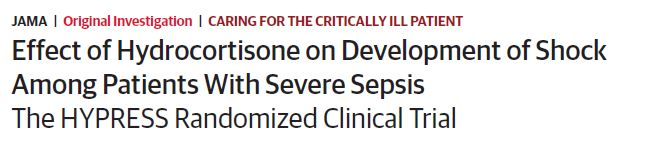 JAMA | Original Investigation | CARING FOR THE CRITICALLY ILL PATIENT
Effect of Hydrocortisone on Development of Shock
Among Patients With Severe Sepsis
The HYPRESS Randomized Clinical Trial